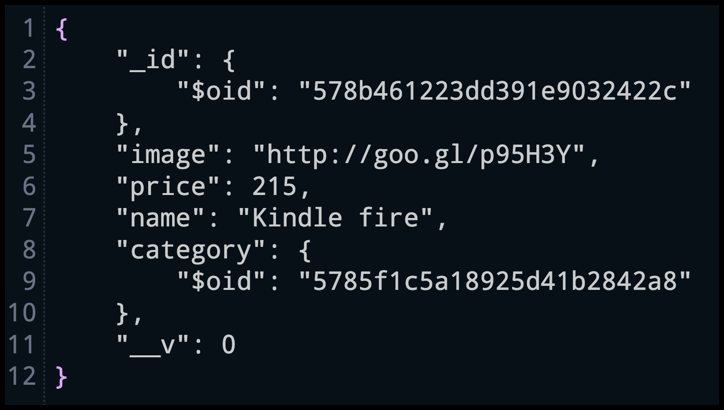 1 {
2     "_id": {
3         "$oid": "578b461223dd391e9032422c"
4     },
5     "image": "http://goo.gl/p95H3Y",
6     "price": 215,
7     "name": "Kindle fire",
8     "category": {
9         "$oid": "5785f1c5a18925d41b2842a8"
10     },
11     "__v": 0
12 }